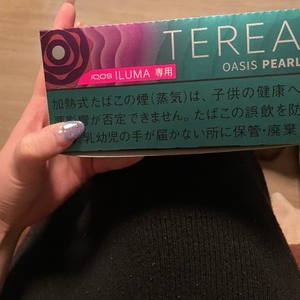 TEREA
OASIS PEARL
IQOS ILUMA 専用
加熱式たばこの煙(蒸気)は、子供の健康へ
が否定できません。たばこの誤飲を防
乳幼児の手が届かない所に保管・廃棄